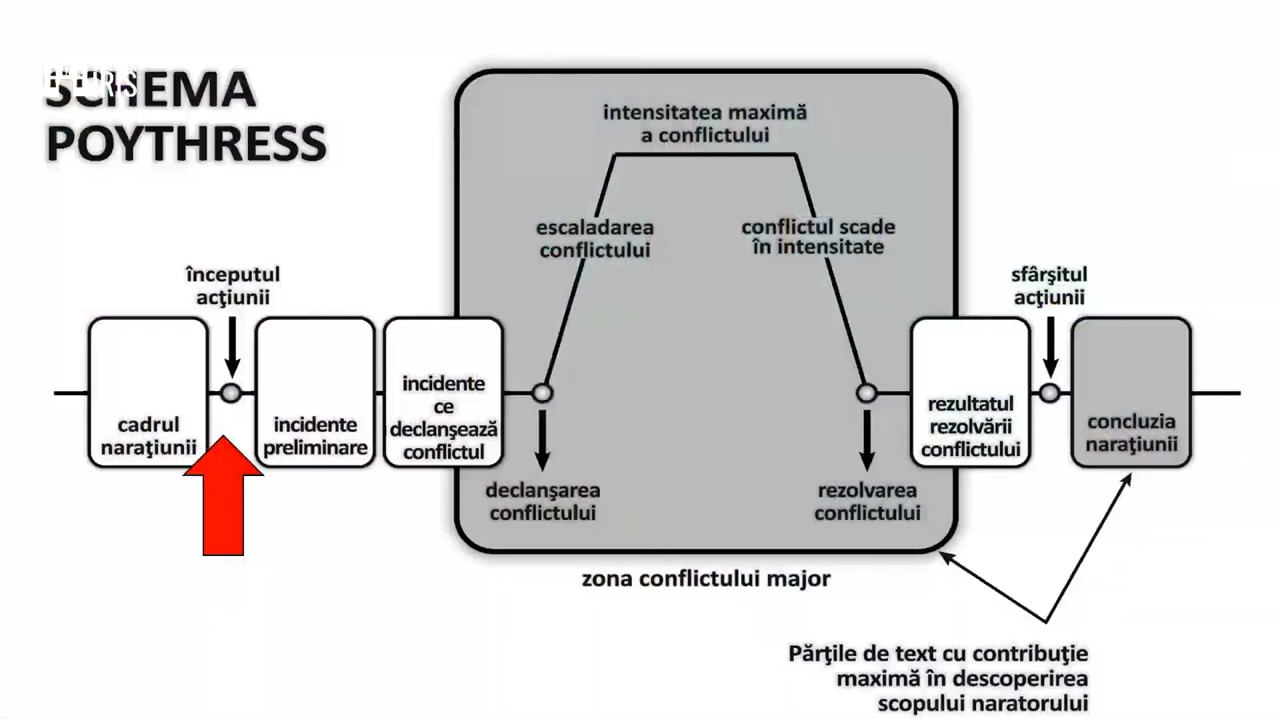 SCHEMA
POYTHRESS
intensitatea maximă
a conflictului
escaladarea
conflictului
conflictul scade
în intensitate
începutul
acţiunii
sfârşitul
acţiunii
cadrul
naraţiunii
incidente
preliminare
incidente
ce
declanşează
conflictul
rezultatul
rezolvării
conflictului
concluzia
naraţiunii
declanşarea
conflictului
rezolvarea
conflictului
zona conflictului major
Părţile de text cu contribuţie
maximă în descoperirea
scopului naratorului